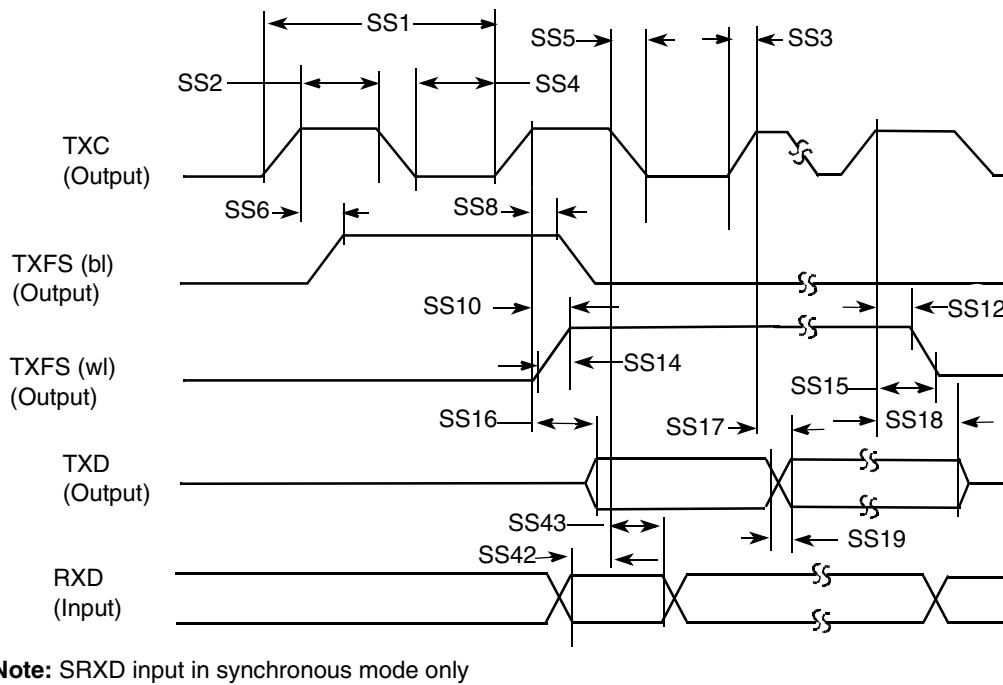 SS1
SS5
SS3
SS2
SS4
TXC
(Output)
SS6
SS8
TXFS (bl)
(Output)
SS10
SS12
TXFS (wl)
(Output)
SS14
SS15
SS16
SS17
SS18
TXD
(Output)
SS43
SS42
SS19
RXD
(Input)
Note: SRXD input in synchronous mode only